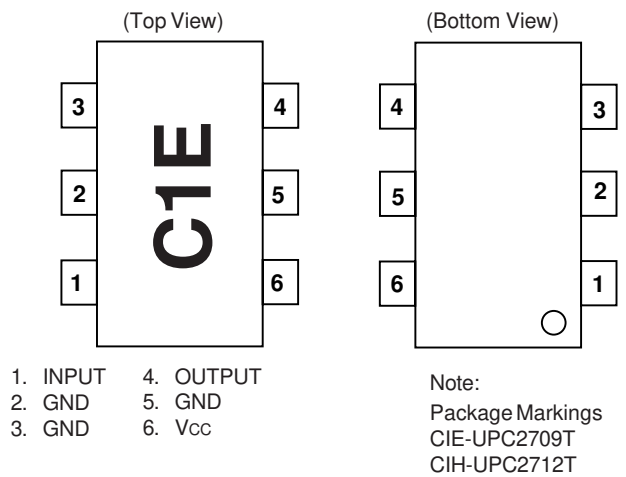 (Top View) (Bottom View)
3 4 4 3
C1E
2 5 5 2
1 6 6 1
1. INPUT 4. OUTPUT
2. GND 5. GND
3. GND 6. VCC
Note:
Package Markings
CIE-UPC2709T
CIH-UPC2712T